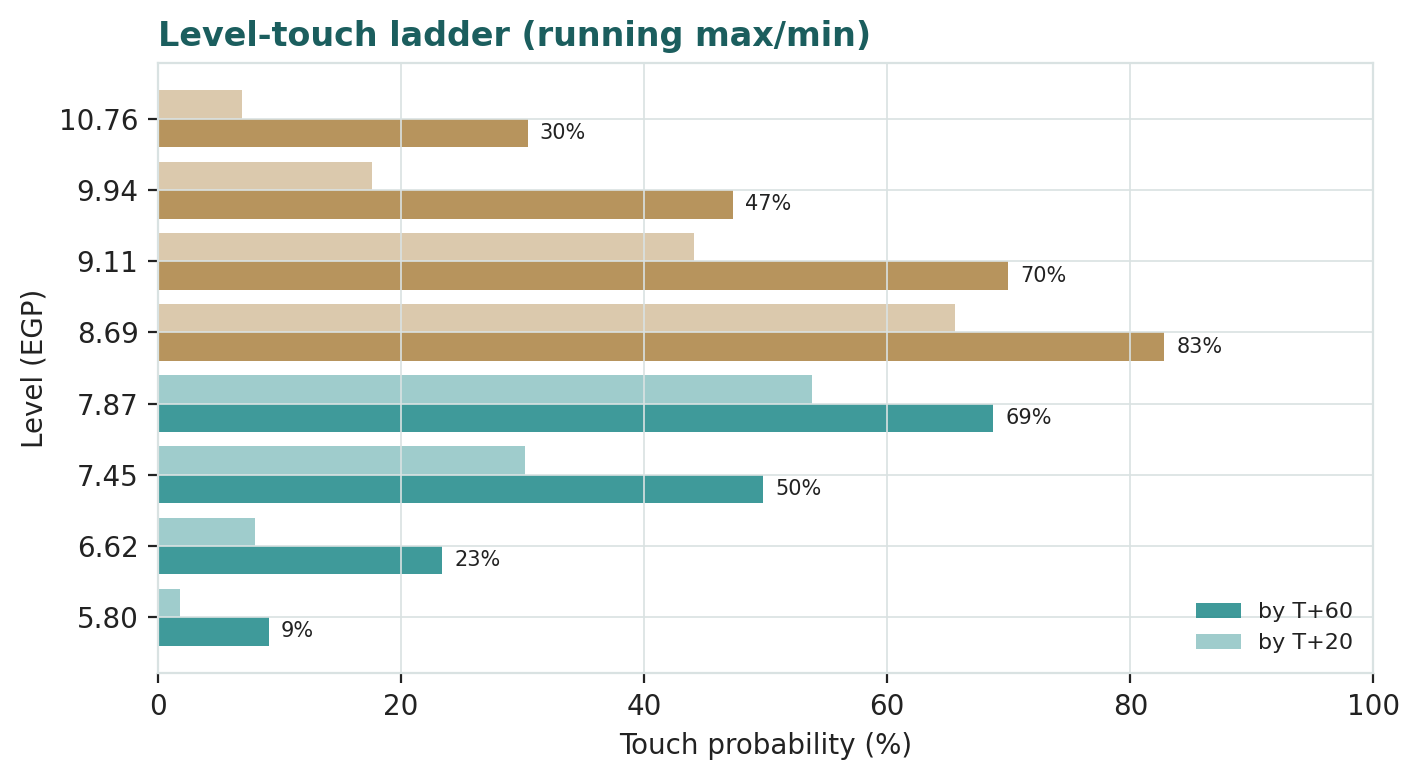 Level-touch ladder (running max/min)
Level (EGP)
10.76
30%
9.94
47%
9.11
70%
8.69
83%
7.87
69%
7.45
50%
6.62
23%
5.80
9%
by T+60
by T+20
0 20 40 60 80 100
Touch probability (%)